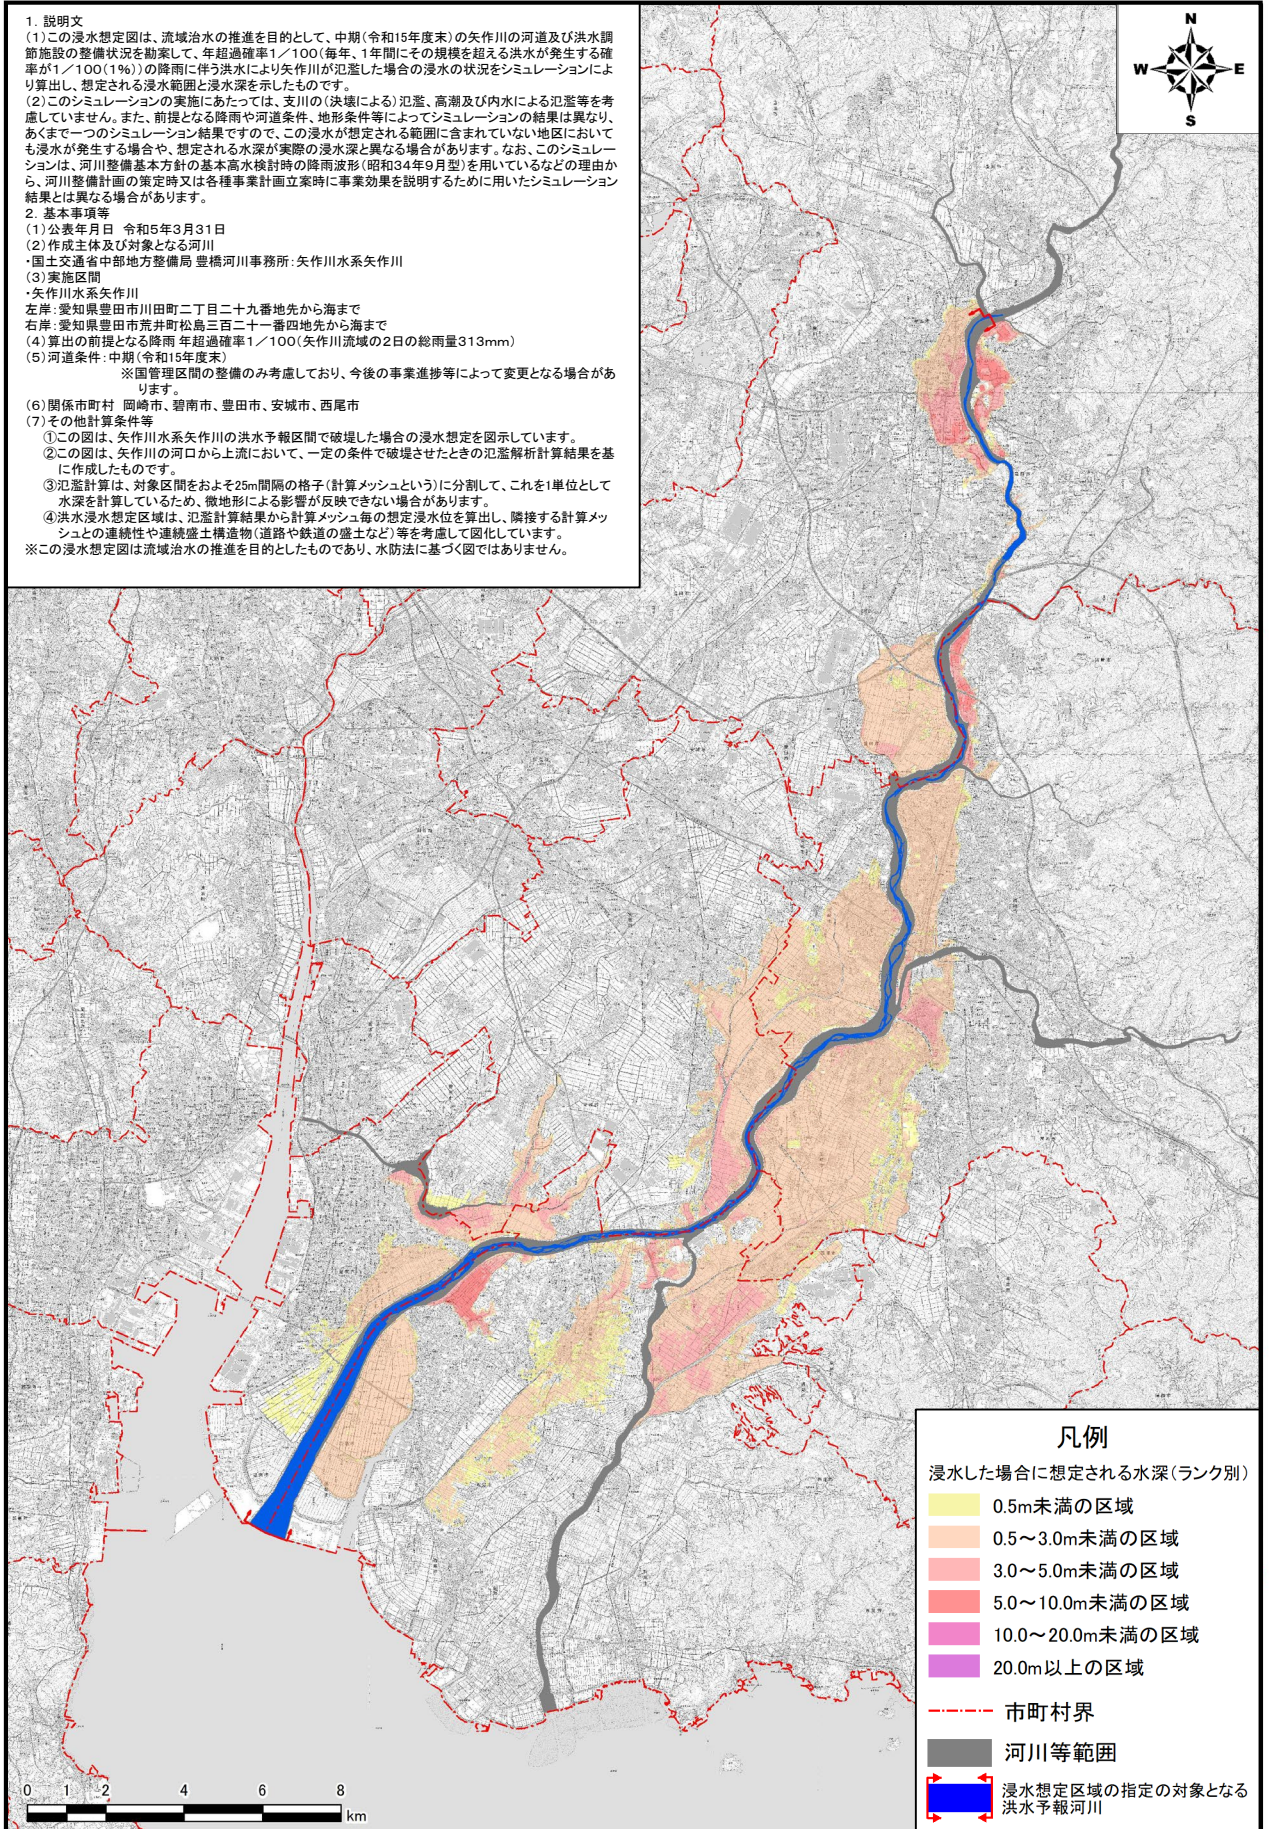 1. 説明文
(1)この浸水想定図は、流域治水の推進を目的として、中期(令和15年度末)の矢作川の河道及び洪水調
節施設の整備状況を勘案して、年超過確率1/100(毎年、1年間にその規模を超える洪水が発生する確
率が1/100(1%))の降雨に伴う洪水により矢作川が氾濫した場合の浸水の状況をシミュレーションによ
り算出し、想定される浸水範囲と浸水深を示したものです。
(2)このシミュレーションの実施にあたっては、支川の(決壊による)氾濫、高潮及び内水による氾濫等を考
慮していません。また、前提となる降雨や河道条件、地形条件等によってシミュレーションの結果は異なり、
あくまで一つのシミュレーション結果ですので、この浸水が想定される範囲に含まれていない地区において
も浸水が発生する場合や、想定される水深が実際の浸水深と異なる場合があります。なお、このシミュレー
ションは、河川整備基本方針の基本高水検討時の降雨波形(昭和34年9月型)を用いているなどの理由か
ら、河川整備計画の策定時又は各種事業計画立案時に事業効果を説明するために用いたシミュレーション
結果とは異なる場合があります。
2. 基本事項等
(1)公表年月日 令和5年3月31日
(2)作成主体及び対象となる河川
・国土交通省中部地方整備局 豊橋河川事務所:矢作川水系矢作川
(3)実施区間
・矢作川水系矢作川
左岸:愛知県豊田市川田町二丁目二十九番地先から海まで
右岸:愛知県豊田市荒井町松島三百二十一番四地先から海まで
(4)算出の前提となる降雨 年超過確率1/100(矢作川流域の2日の総雨量313mm)
(5)河道条件:中期(令和15年度末)
※国管理区間の整備のみ考慮しており、今後の事業進捗等によって変更となる場合があ
ります。
(6)関係市町村 岡崎市、碧南市、豊田市、安城市、西尾市
(7)その他計算条件等
①この図は、矢作川水系矢作川の洪水予報区間で破堤した場合の浸水想定を図示しています。
②この図は、矢作川の河口から上流において、一定の条件で破堤させたときの氾濫解析計算結果を基
に作成したものです。
③氾濫計算は、対象区間をおよそ25m間隔の格子(計算メッシュという)に分割して、これを1単位として
水深を計算しているため、微地形による影響が反映できない場合があります。
④洪水浸水想定区域は、氾濫計算結果から計算メッシュ毎の想定浸水位を算出し、隣接する計算メッ
シュとの連続性や連続盛土構造物(道路や鉄道の盛土など)等を考慮して図化しています。
※この浸水想定図は流域治水の推進を目的としたものであり、水防法に基づく図ではありません。
N
W E
S
凡例
浸水した場合に想定される水深(ランク別)
0.5m未満の区域
0.5~3.0m未満の区域
3.0~5.0m未満の区域
5.0~10.0m未満の区域
10.0~20.0m未満の区域
20.0m以上の区域
市町村界
河川等範囲
浸水想定区域の指定の対象となる
洪水予報河川
0 1 2 4 6 8
km